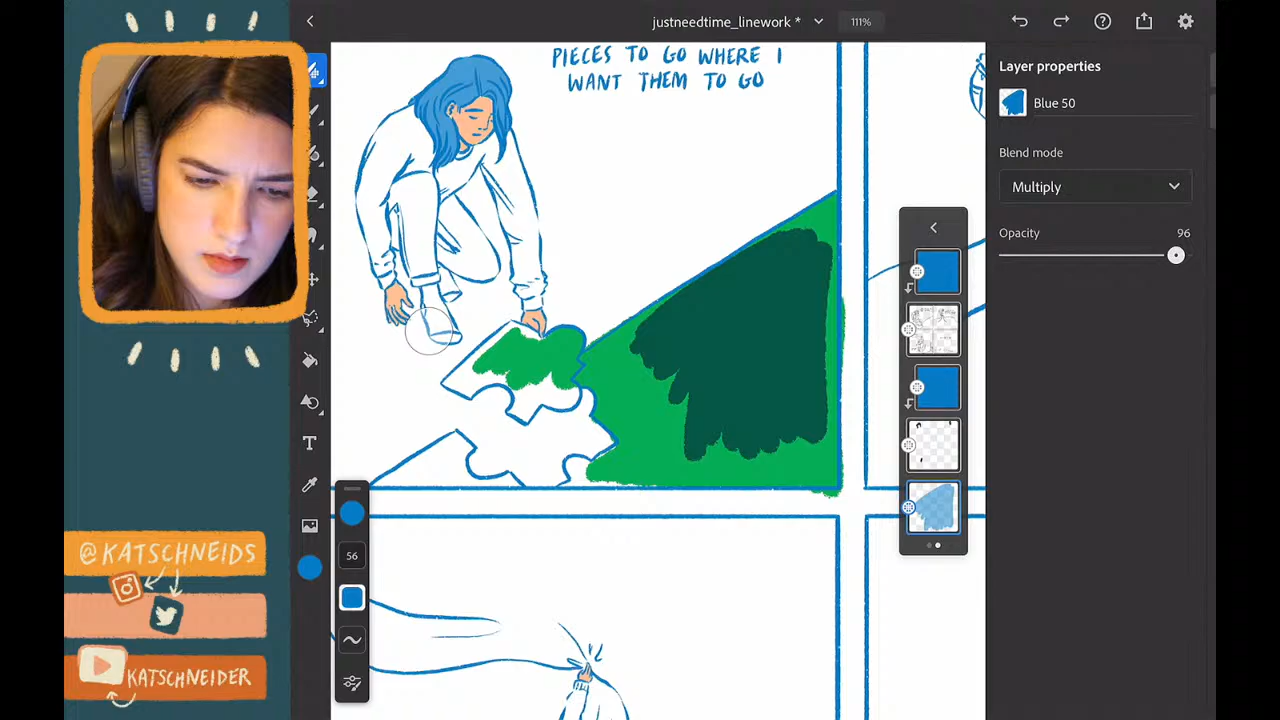 justneedtime_linework *
111%
PIECES TO GO WHERE I
WANT THEM TO GO
Layer properties
Blue 50
Blend mode
Multiply
Opacity
96
T
56
@KATSCHNEIDS
KATSCHNEIDER